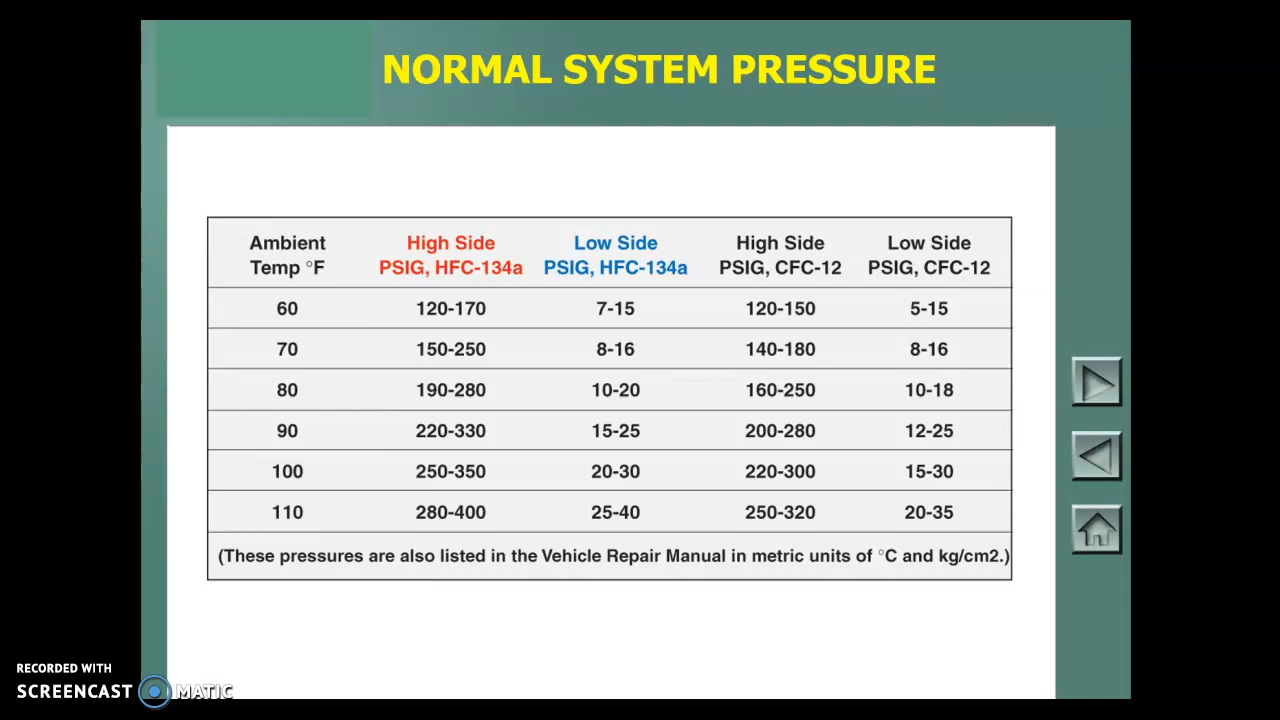 NORMAL SYSTEM PRESSURE
Ambient Temp °F | High Side PSIG, HFC-134a | Low Side PSIG, HFC-134a | High Side PSIG, CFC-12 | Low Side PSIG, CFC-12
60 120-170 7-15 120-150 5-15
70 150-250 8-16 140-180 8-16
80 190-280 10-20 160-250 10-18
90 220-330 15-25 200-280 12-25
100 250-350 20-30 220-300 15-30
110 280-400 25-40 250-320 20-35
(These pressures are also listed in the Vehicle Repair Manual in metric units of °C and kg/cm2.)
RECORDED WITH
SCREENCAST MATIC